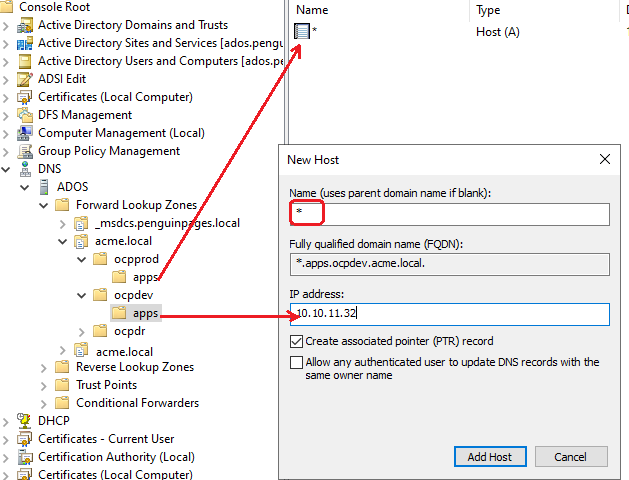 Console Root
Active Directory Domains and Trusts
Active Directory Sites and Services [ados.pengu
Active Directory Users and Computers [ados.pe
ADSI Edit
Certificates (Local Computer)
DFS Management
Computer Management (Local)
Group Policy Management
DNS
ADOS
Forward Lookup Zones
_msdcs.penguinpages.local
acme.local
ocpprod
apps
ocpdev
apps
ocpdr
acme.local
Reverse Lookup Zones
Trust Points
Conditional Forwarders
DHCP
Certificates - Current User
Certification Authority (Local)
Certificates (Local Computer)
Name Type
* Host (A)
New Host
Name (uses parent domain name if blank):
*
Fully qualified domain name (FQDN):
*.apps.ocpdev.acme.local.
IP address:
10.10.11.32
Create associated pointer (PTR) record
Allow any authenticated user to update DNS records with the
same owner name
Add Host Cancel